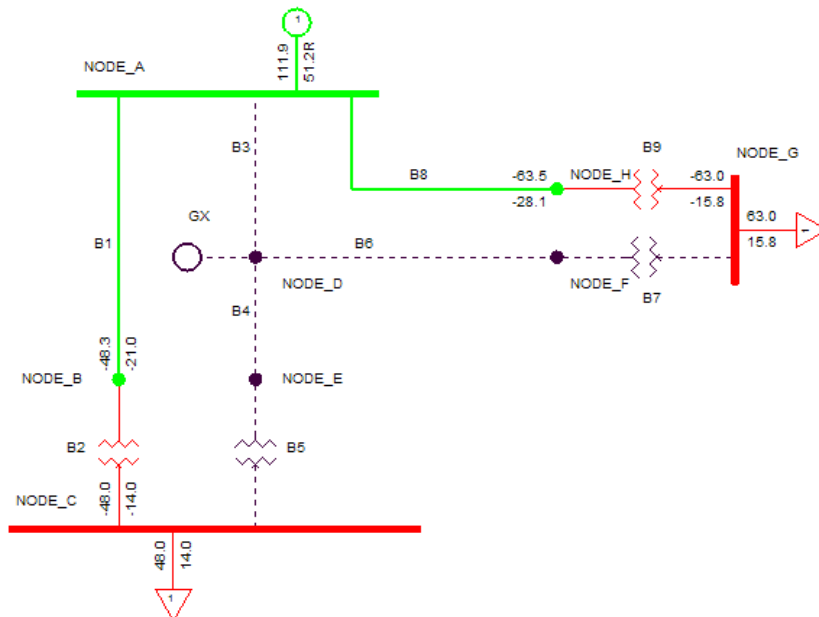 1
111.9
51.2R
NODE_A
B3
B9
NODE_G
B8
-63.5
NODE_H
-63.0
-28.1
-15.8
63.0
15.8
1
GX
B1
B6
NODE_D
NODE_F
B7
B4
-48.3
-21.0
NODE_B
NODE_E
B2
B5
NODE_C
-48.0
-14.0
48.0
14.0
1